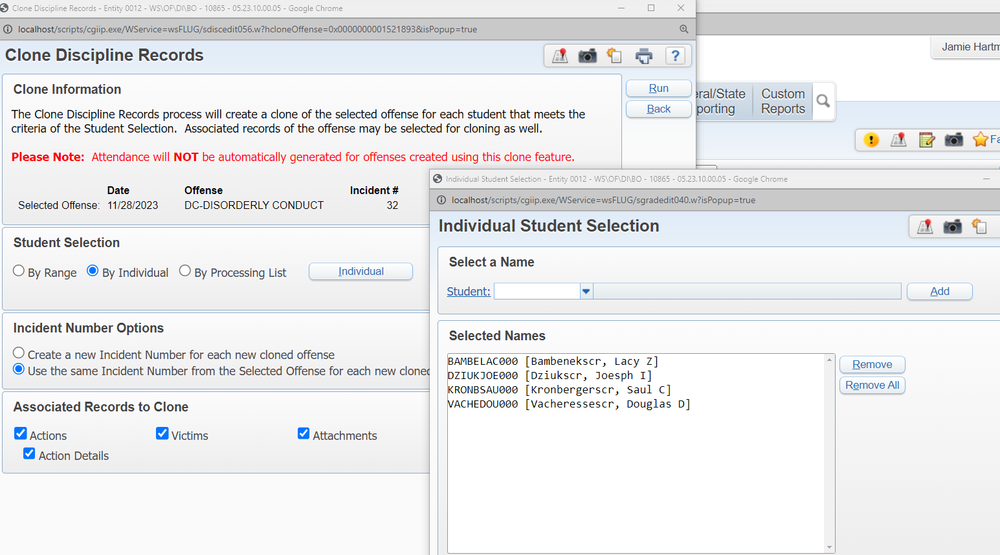 Clone Discipline Records - Entity 0012 - WS\OF\DI\BO - 10865 - 05.23.10.00.05 - Google Chrome
localhost/scripts/cgiip.exe/WService=wsFLUG/sdiscedit056.w?hcloneOffense=0x0000000001521893&isPopup=true
Jamie Hartm
Clone Discipline Records
?
Clone Information
Run
Back
The Clone Discipline Records process will create a clone of the selected offense for each student that meets the
criteria of the Student Selection. Associated records of the offense may be selected for cloning as well.
Please Note: Attendance will NOT be automatically generated for offenses created using this clone feature.
eral/State
porting
Custom
Reports
Fa
Date Offense Incident #
Selected Offense: 11/28/2023 DC-DISORDERLY CONDUCT 32
Student Selection
By Range By Individual By Processing List Individual
Incident Number Options
Create a new Incident Number for each new cloned offense
Use the same Incident Number from the Selected Offense for each new cloned
Associated Records to Clone
Actions Victims Attachments
Action Details
Individual Student Selection - Entity 0012 - WS\OF\DI\BO - 10865 - 05.23.10.00.05 - Google Chrome
localhost/scripts/cgiip.exe/WService=wsFLUG/sgradedit040.w?isPopup=true
Individual Student Selection
Select a Name
Student: Add
Selected Names
BAMBELAC000 [Bambenekscr, Lacy Z]
DZIUKJOE000 [Dziukscr, Joesph I]
KRONBSAU000 [Kronbergerscr, Saul C]
VACHEDOU000 [Vacheressescr, Douglas D]
Remove
Remove All